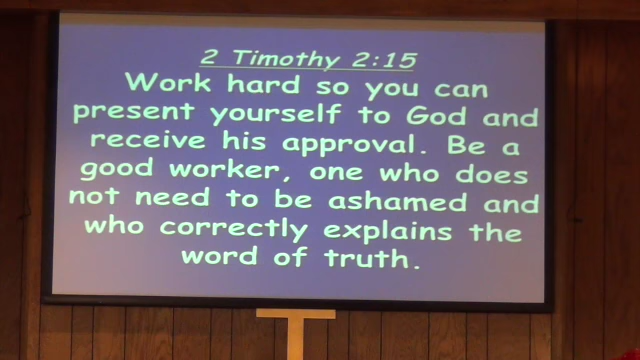 2 Timothy 2:15
Work hard so you can
present yourself to God and
receive his approval. Be a
good worker, one who does
not need to be ashamed and
who correctly explains the
word of truth.